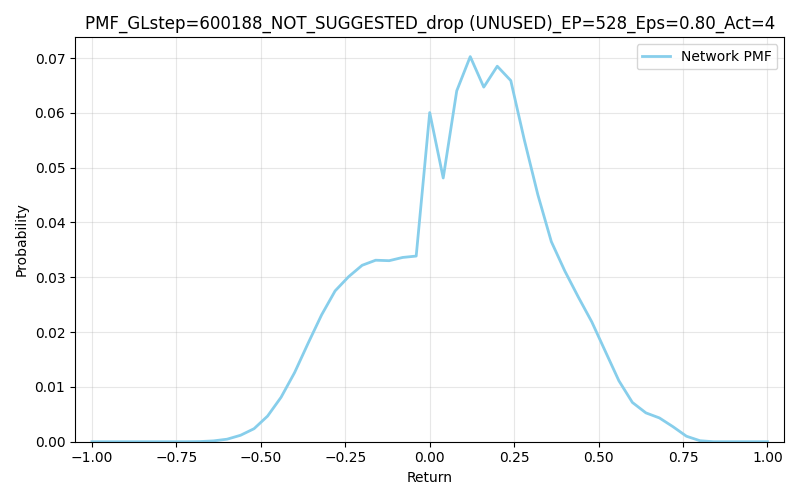 PMF_GLstep=600188_NOT_SUGGESTED_drop (UNUSED)_EP=528_Eps=0.80_Act=4
Network PMF
0.07
0.06
0.05
0.04
0.03
0.02
0.01
0.00
Probability
−1.00 −0.75 −0.50 −0.25 0.00 0.25 0.50 0.75 1.00
Return